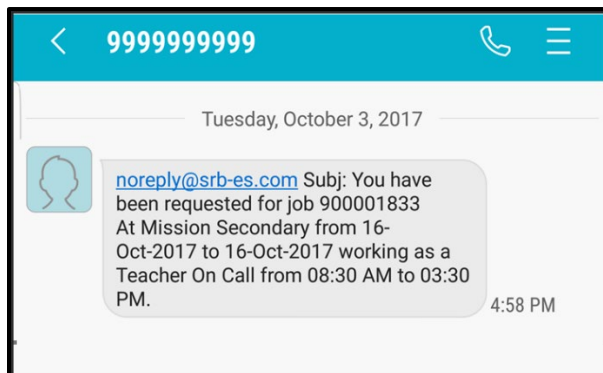 9999999999
Tuesday, October 3, 2017
noreply@srb-es.com Subj: You have
been requested for job 900001833
At Mission Secondary from 16-
Oct-2017 to 16-Oct-2017 working as a
Teacher On Call from 08:30 AM to 03:30
PM.
4:58 PM